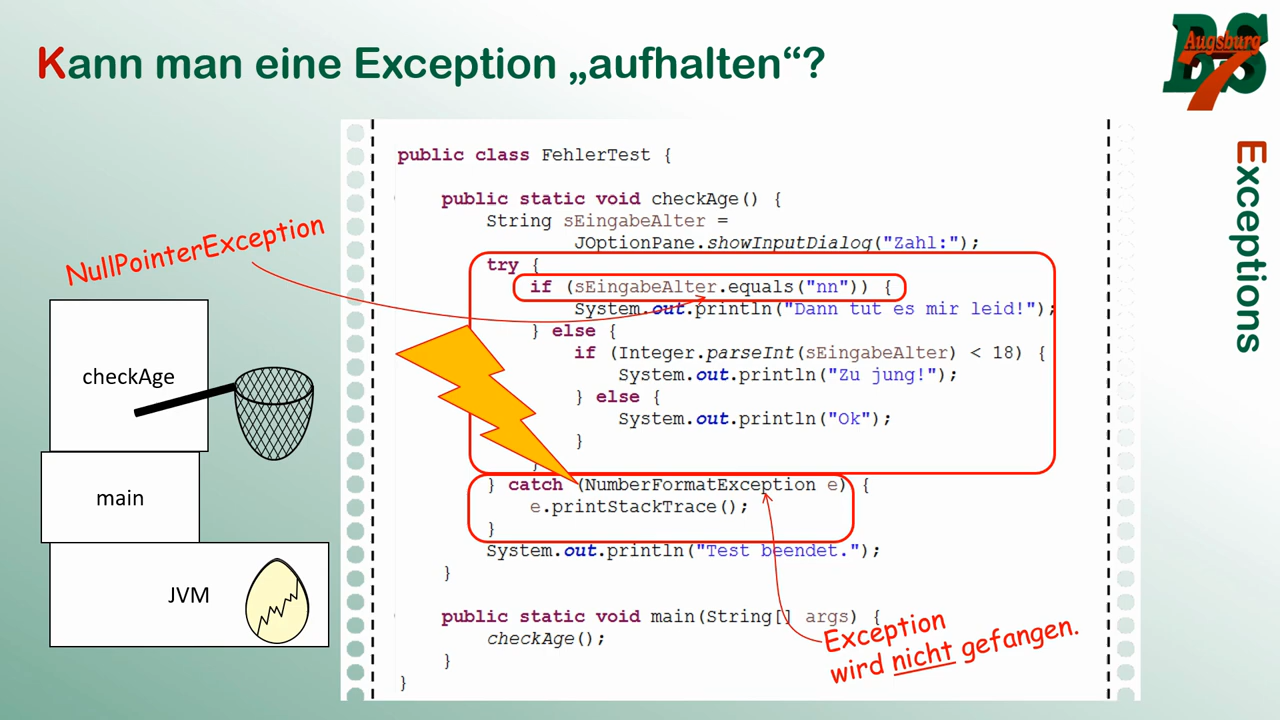 Kann man eine Exception „aufhalten“?
BS
Augsburg
7
Exceptions
NullPointerException
checkAge
main
JVM
public class FehlerTest {
public static void checkAge() {
String sEingabeAlter =
JOptionPane.showInputDialog("Zahl:");
try {
if (sEingabeAlter.equals("nn")) {
System.out.println("Dann tut es mir leid!");
} else {
if (Integer.parseInt(sEingabeAlter) < 18) {
System.out.println("Zu jung!");
} else {
System.out.println("Ok");
}
}
} catch (NumberFormatException e) {
e.printStackTrace();
}
System.out.println("Test beendet.");
}
public static void main(String[] args) {
checkAge();
}
}
Exception
wird nicht gefangen.